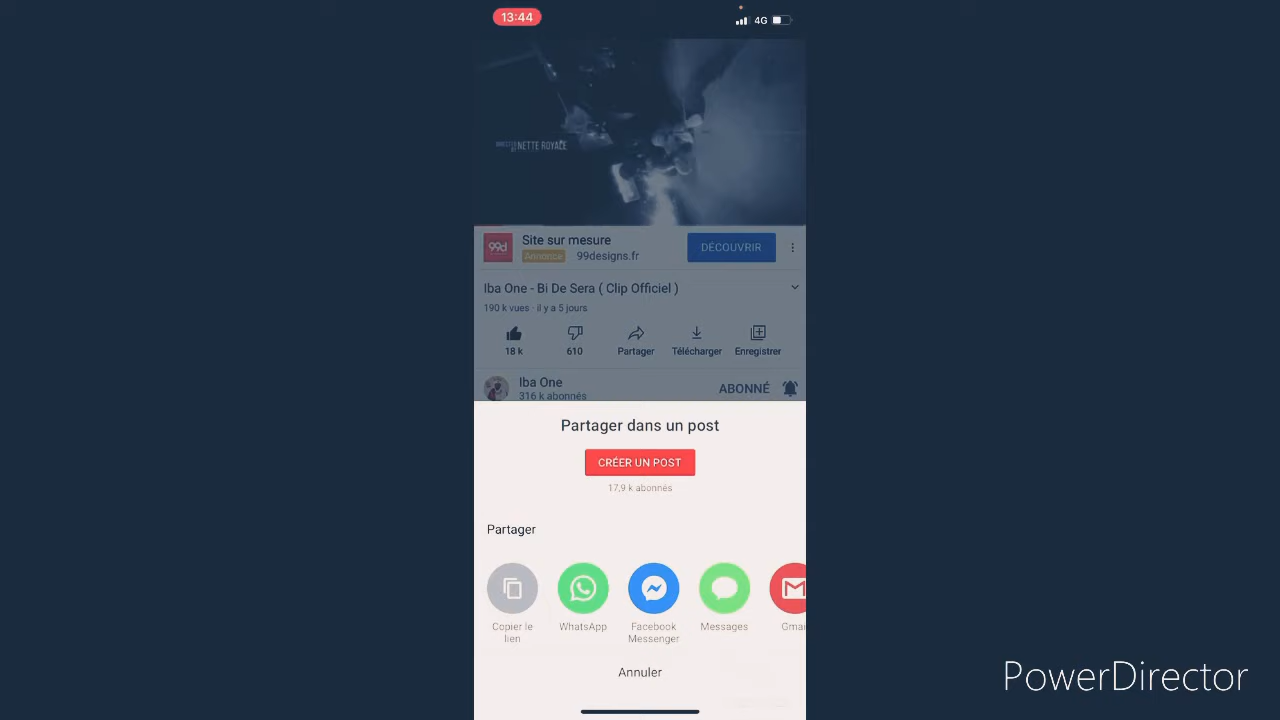 13:44
4G
NETTE ROYALE
99d
Site sur mesure
DÉCOUVRIR
Annonce 99designs.fr
Iba One - Bi De Sera ( Clip Officiel )
190 k vues · il y a 5 jours
18 k
610
Partager
Télécharger
Enregistrer
Iba One
316 k abonnés
ABONNÉ
Partager dans un post
CRÉER UN POST
17,9 k abonnés
Partager
Copier le
lien
WhatsApp
Facebook
Messenger
Messages
Gmai
Annuler
PowerDirector